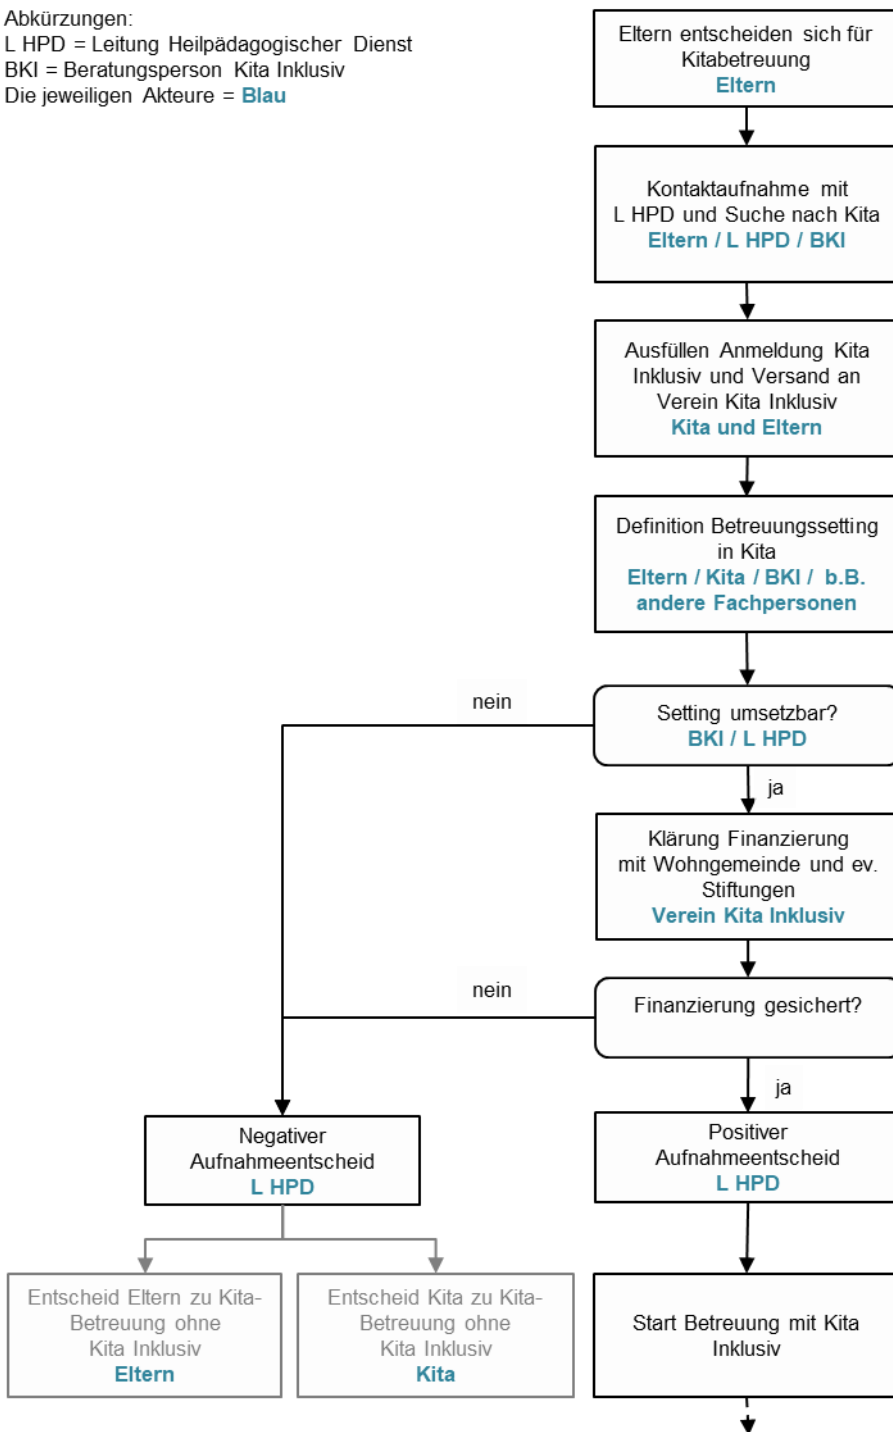 Abkürzungen:
L HPD = Leitung Heilpädagogischer Dienst
BKI = Beratungsperson Kita Inklusiv
Die jeweiligen Akteure = Blau
Eltern entscheiden sich für
Kitabetreuung
Eltern
Kontaktaufnahme mit
L HPD und Suche nach Kita
Eltern / L HPD / BKI
Ausfüllen Anmeldung Kita
Inklusiv und Versand an
Verein Kita Inklusiv
Kita und Eltern
Definition Betreuungssetting
in Kita
Eltern / Kita / BKI / b.B.
andere Fachpersonen
nein
Setting umsetzbar?
BKI / L HPD
ja
Klärung Finanzierung
mit Wohngemeinde und ev.
Stiftungen
Verein Kita Inklusiv
nein
Finanzierung gesichert?
ja
Negativer
Aufnahmeentscheid
L HPD
Positiver
Aufnahmeentscheid
L HPD
Entscheid Eltern zu Kita-
Betreuung ohne
Kita Inklusiv
Eltern
Entscheid Kita zu Kita-
Betreuung ohne
Kita Inklusiv
Kita
Start Betreuung mit Kita
Inklusiv